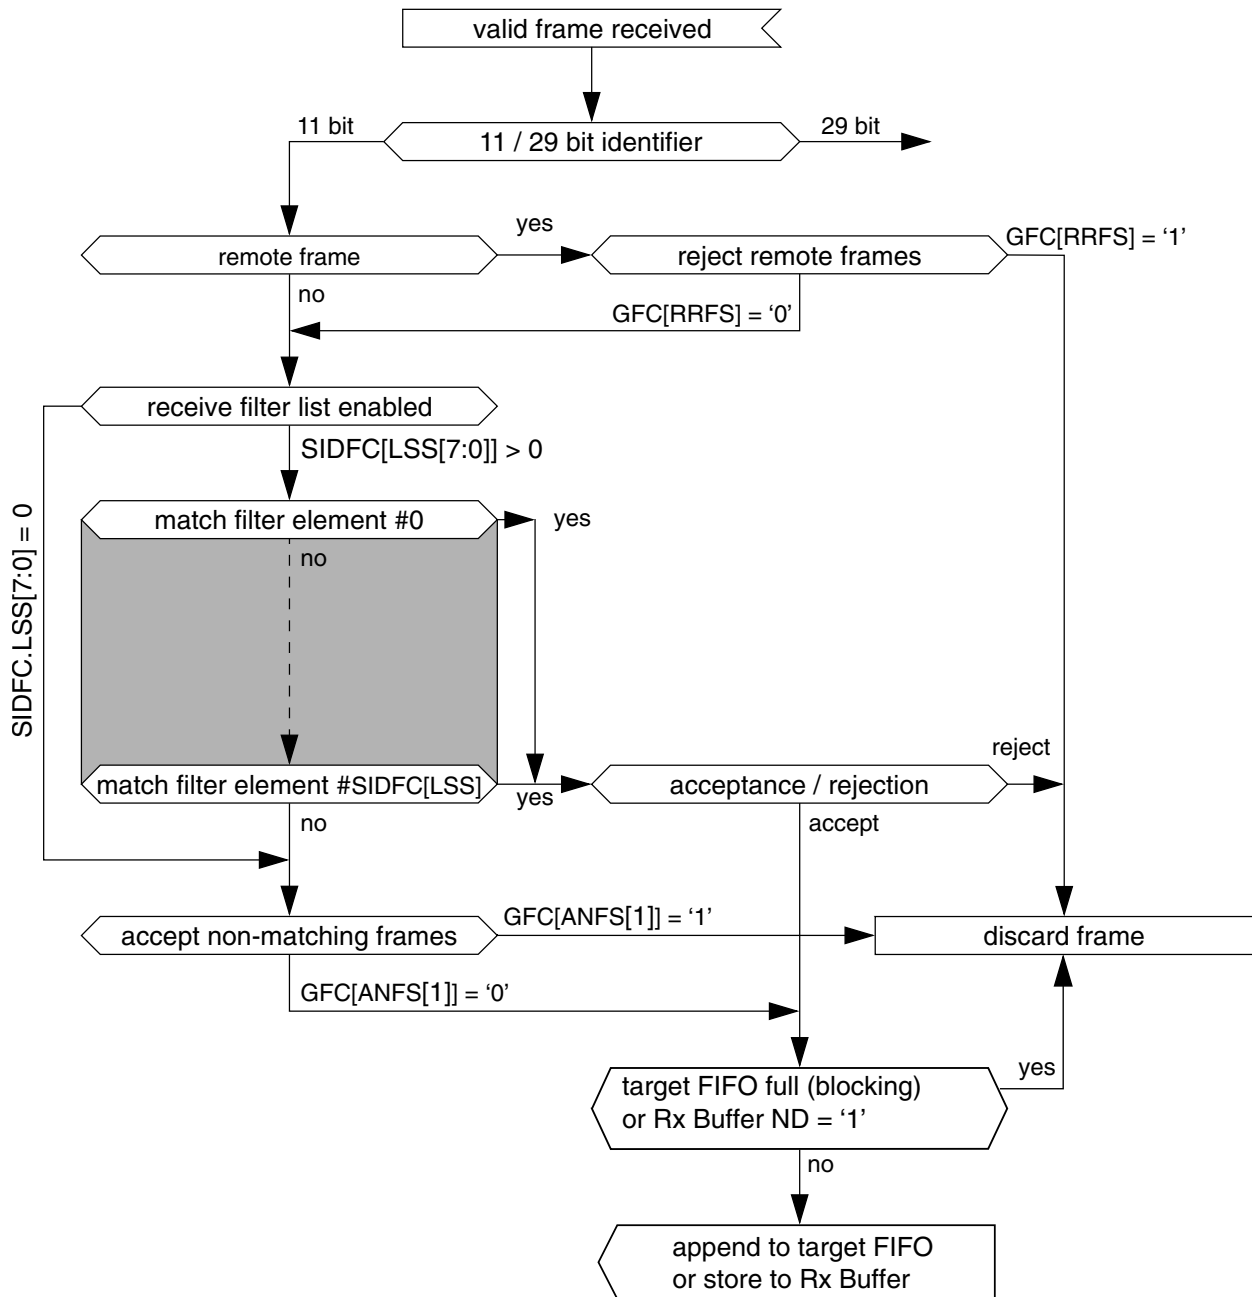 valid frame received
11 bit
11 / 29 bit identifier
29 bit
remote frame
yes
reject remote frames
GFC[RRFS] = ‘1’
no
GFC[RRFS] = ‘0’
receive filter list enabled
SIDFC[LSS[7:0]] > 0
SIDFC.LSS[7:0] = 0
match filter element #0
yes
no
match filter element #SIDFC[LSS]
yes
acceptance / rejection
reject
no
accept
accept non-matching frames
GFC[ANFS[1]] = ‘1’
discard frame
GFC[ANFS[1]] = ‘0’
target FIFO full (blocking)
or Rx Buffer ND = ‘1’
yes
no
append to target FIFO
or store to Rx Buffer